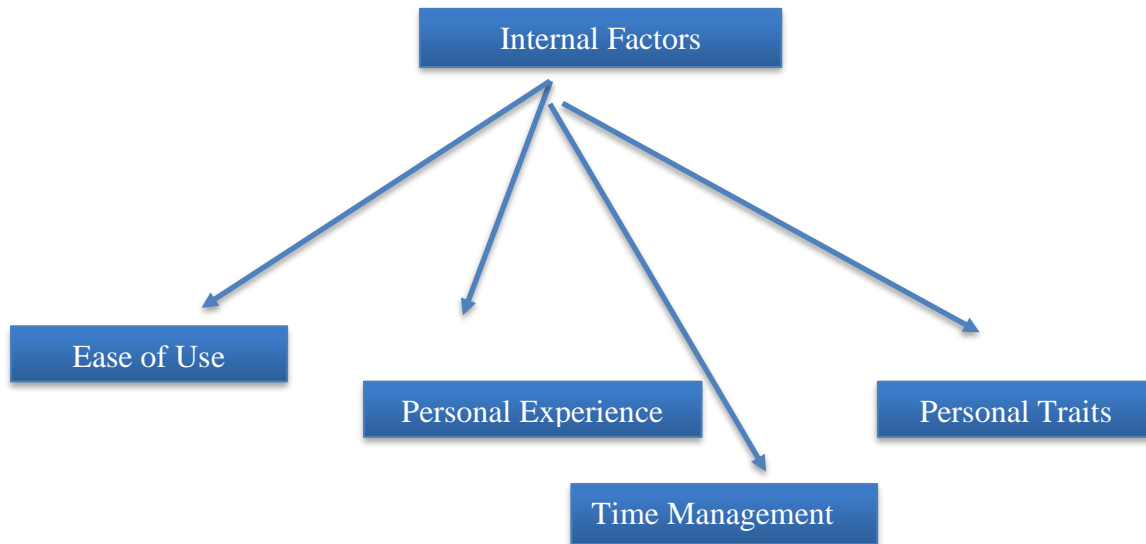 Internal Factors
Ease of Use
Personal Experience
Personal Traits
Time Management